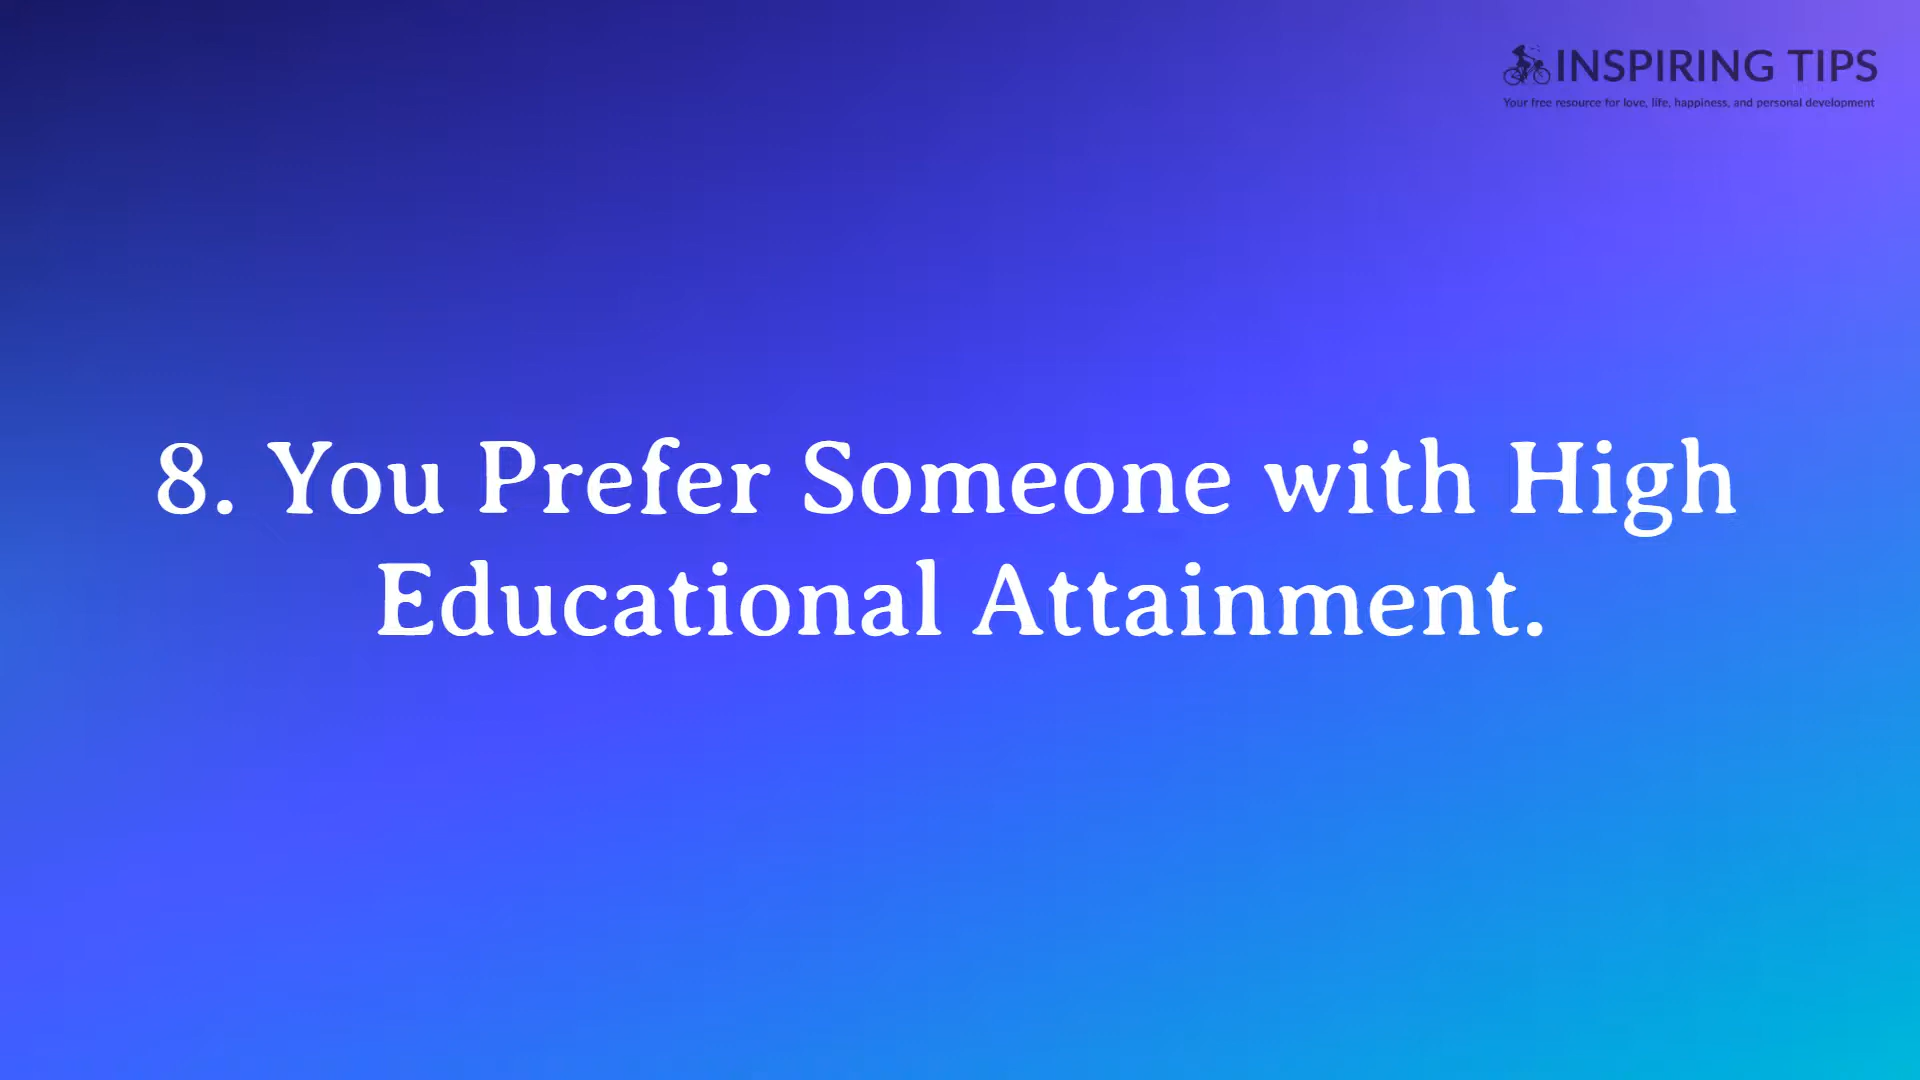 INSPIRING TIPS
Your free resource for love, life, happiness, and personal development
8. You Prefer Someone with High
Educational Attainment.